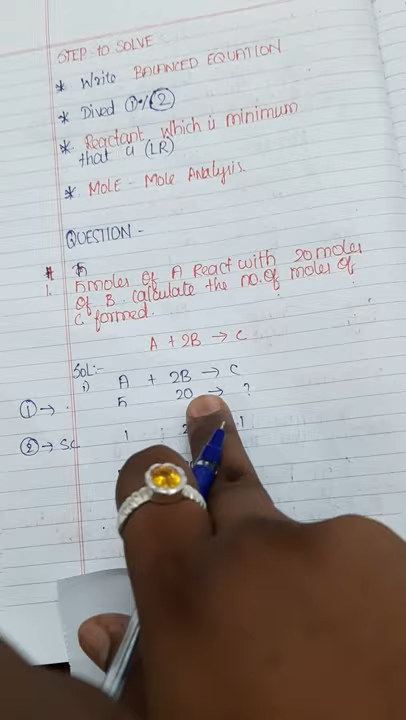 STEP TO SOLVE
* Write BALANCED EQUATION
* Dived ①/②
* Reactant which is minimum
that is (LR)
* MOLE - MOLE Analysis.
QUESTION -
1. 5 moles of A React with 20 moles
of B. calculate the no. of moles of
C formed.
A + 2B → C
Sol:-
i) A + 2B → C
① → 5 20 → ?
② → SC 1 : 2 : 1